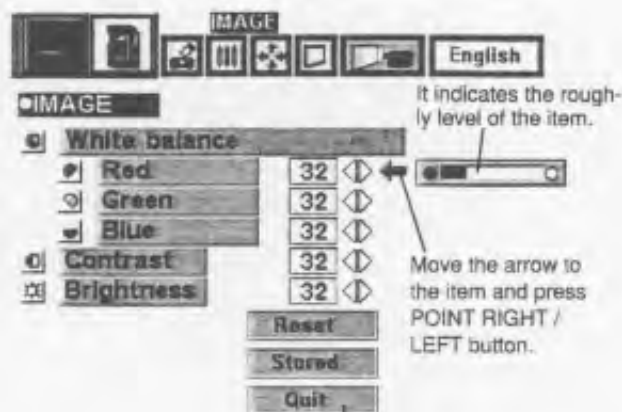 IMAGE
English
IMAGE
It indicates the rough-
ly level of the item.
White balance
Red 32
Green 32
Blue 32
Contrast 32
Brightness 32
Move the arrow to
the item and press
POINT RIGHT /
LEFT button.
Reset
Stored
Quit